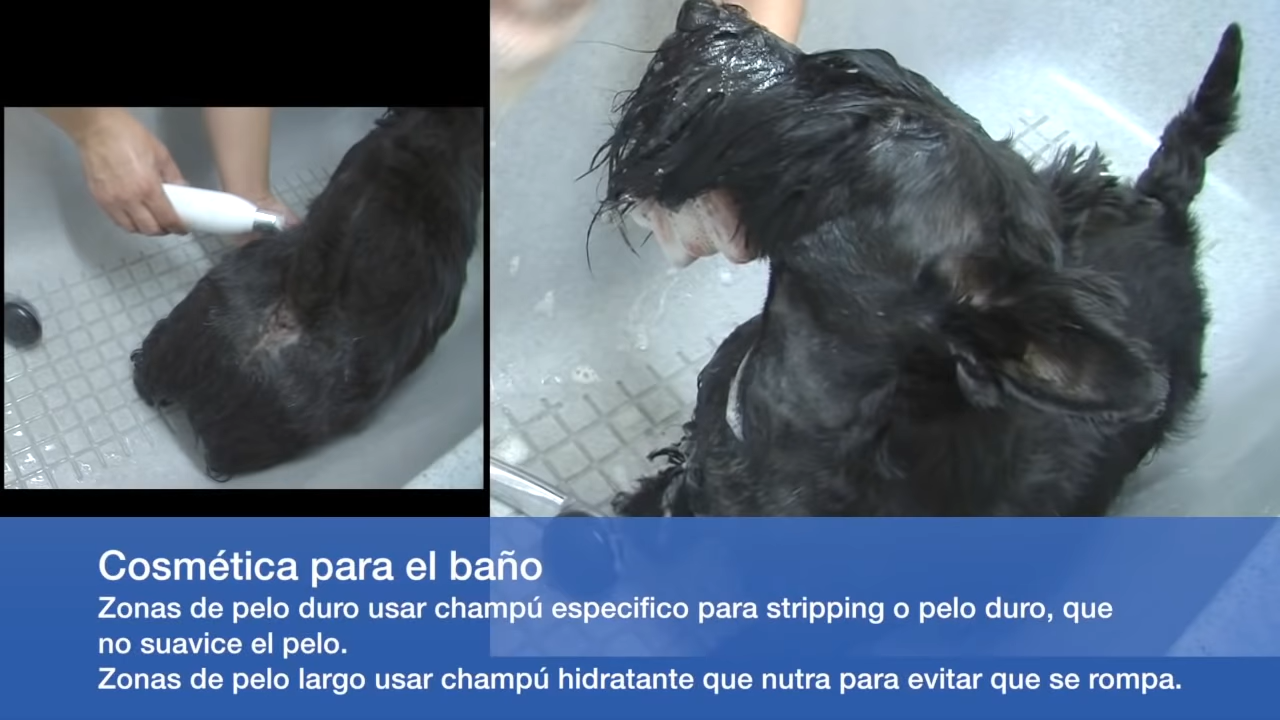 Cosmética para el baño
Zonas de pelo duro usar champú especifico para stripping o pelo duro, que
no suavice el pelo.
Zonas de pelo largo usar champú hidratante que nutra para evitar que se rompa.